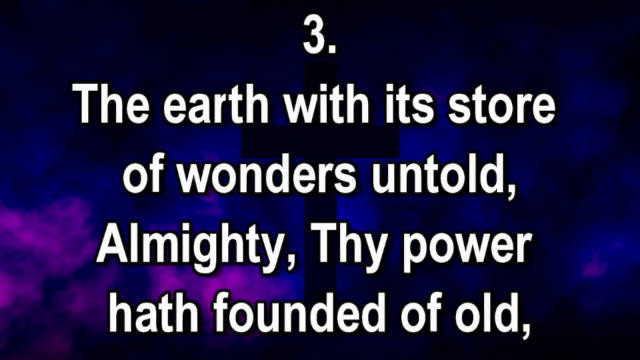 3.
The earth with its store
of wonders untold,
Almighty, Thy power
hath founded of old,